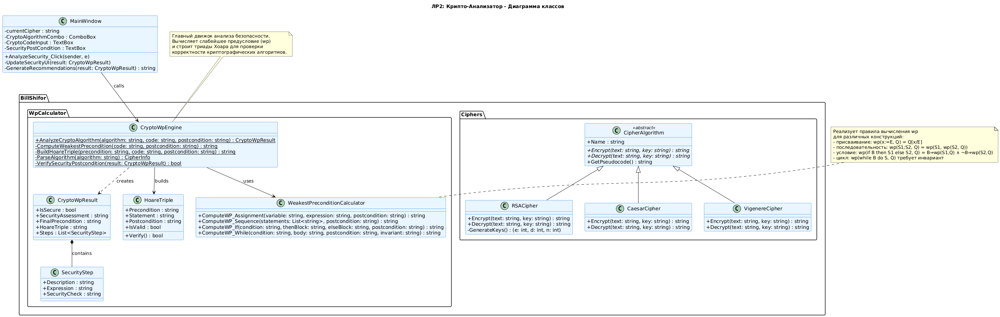 ЛР2: Крипто-Анализатор - Диаграмма классов
C MainWindow
-currentCipher : string
-CryptoAlgorithmCombo : ComboBox
-CryptoCodeInput : TextBox
-SecurityPostCondition : TextBox
+AnalyzeSecurity_Click(sender, e)
-UpdateSecurityUI(result: CryptoWpResult)
-GenerateRecommendations(result: CryptoWpResult) : string
Главный движок анализа безопасности.
Вычисляет слабейшее предусловие (wp)
и строит триады Хоара для проверки
корректности криптографических алгоритмов.
calls
BillShifor
WpCalculator
C CryptoWpEngine
+AnalyzeCryptoAlgorithm(algorithm: string, code: string, postcondition: string) : CryptoWpResult
-ComputeWeakestPrecondition(code: string, postcondition: string) : string
-BuildHoareTriple(precondition: string, code: string, postcondition: string) : string
-ParseAlgorithm(algorithm: string) : CipherInfo
-VerifySecurityPostcondition(result: CryptoWpResult) : bool
creates
builds
uses
C CryptoWpResult
+IsSecure : bool
+SecurityAssessment : string
+FinalPrecondition : string
+HoareTriple : string
+Steps : List<SecurityStep>
C HoareTriple
+Precondition : string
+Statement : string
+Postcondition : string
+IsValid : bool
+Verify() : bool
C WeakestPreconditionCalculator
+ComputeWP_Assignment(variable: string, expression: string, postcondition: string) : string
+ComputeWP_Sequence(statements: List<string>, postcondition: string) : string
+ComputeWP_If(condition: string, thenBlock: string, elseBlock: string, postcondition: string) : string
+ComputeWP_While(condition: string, body: string, postcondition: string, invariant: string) : string
contains
C SecurityStep
+Description : string
+Expression : string
+SecurityCheck : string
Ciphers
C «abstract»
CipherAlgorithm
+Name : string
+Encrypt(text: string, key: string) : string
+Decrypt(text: string, key: string) : string
+GetPseudocode() : string
C RSACipher
+Encrypt(text: string, key: string) : string
+Decrypt(text: string, key: string) : string
-GenerateKeys() : (e: int, d: int, n: int)
C CaesarCipher
+Encrypt(text: string, key: string) : string
+Decrypt(text: string, key: string) : string
C VigenereCipher
+Encrypt(text: string, key: string) : string
+Decrypt(text: string, key: string) : string
Реализует правила вычисления wp
для различных конструкций:
- присваивание: wp(x:=E, Q) = Q[x/E]
- последовательность: wp(S1;S2, Q) = wp(S1, wp(S2, Q))
- условие: wp(if B then S1 else S2, Q) = B⇒wp(S1,Q) ∧ ¬B⇒wp(S2,Q)
- цикл: wp(while B do S, Q) требует инвариант